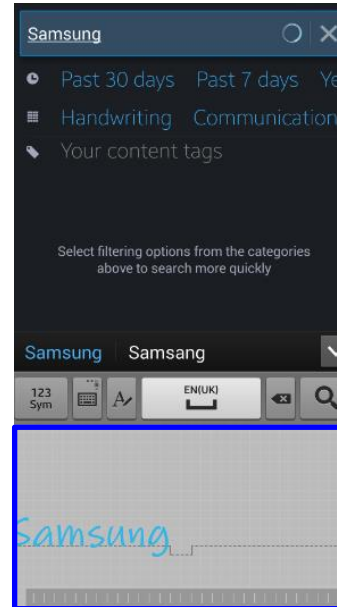 Samsung
Past 30 days Past 7 days Ye
Handwriting Communication
Your content tags
Select filtering options from the categories
above to search more quickly
Samsung Samsang
123
Sym
EN(UK)
Samsung